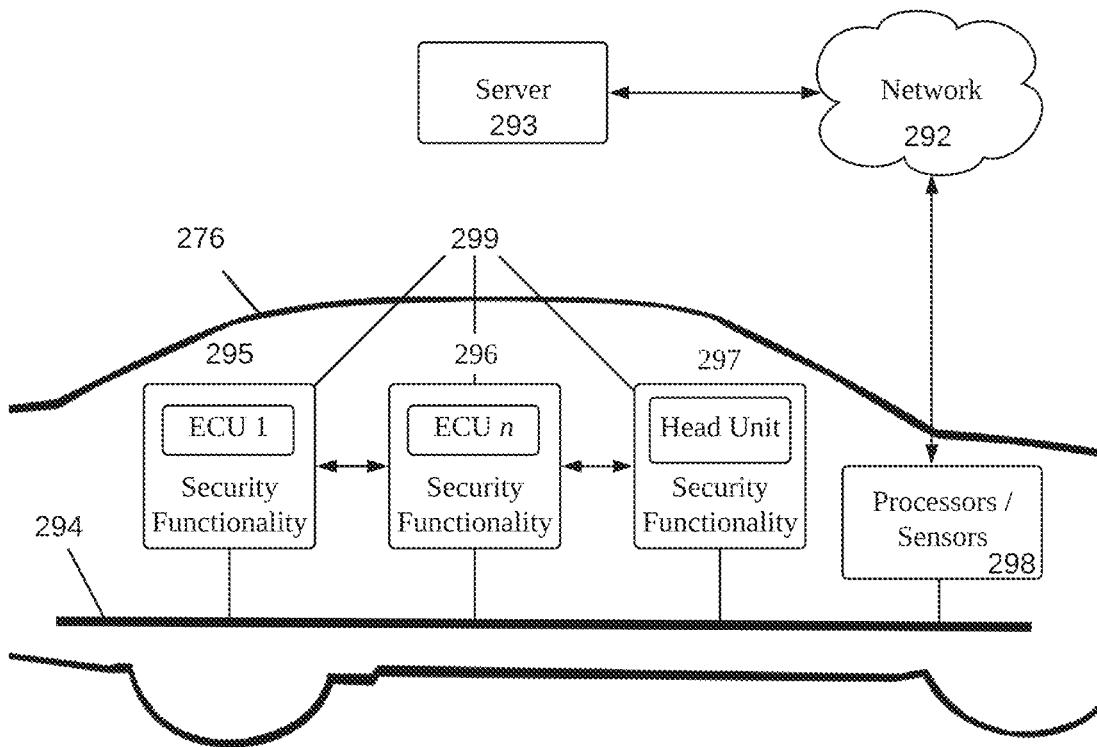 Server
293
Network
292
276
299
295
296
297
ECU 1
ECU n
Head Unit
Security
Functionality
Security
Functionality
Security
Functionality
Processors /
Sensors
298
294